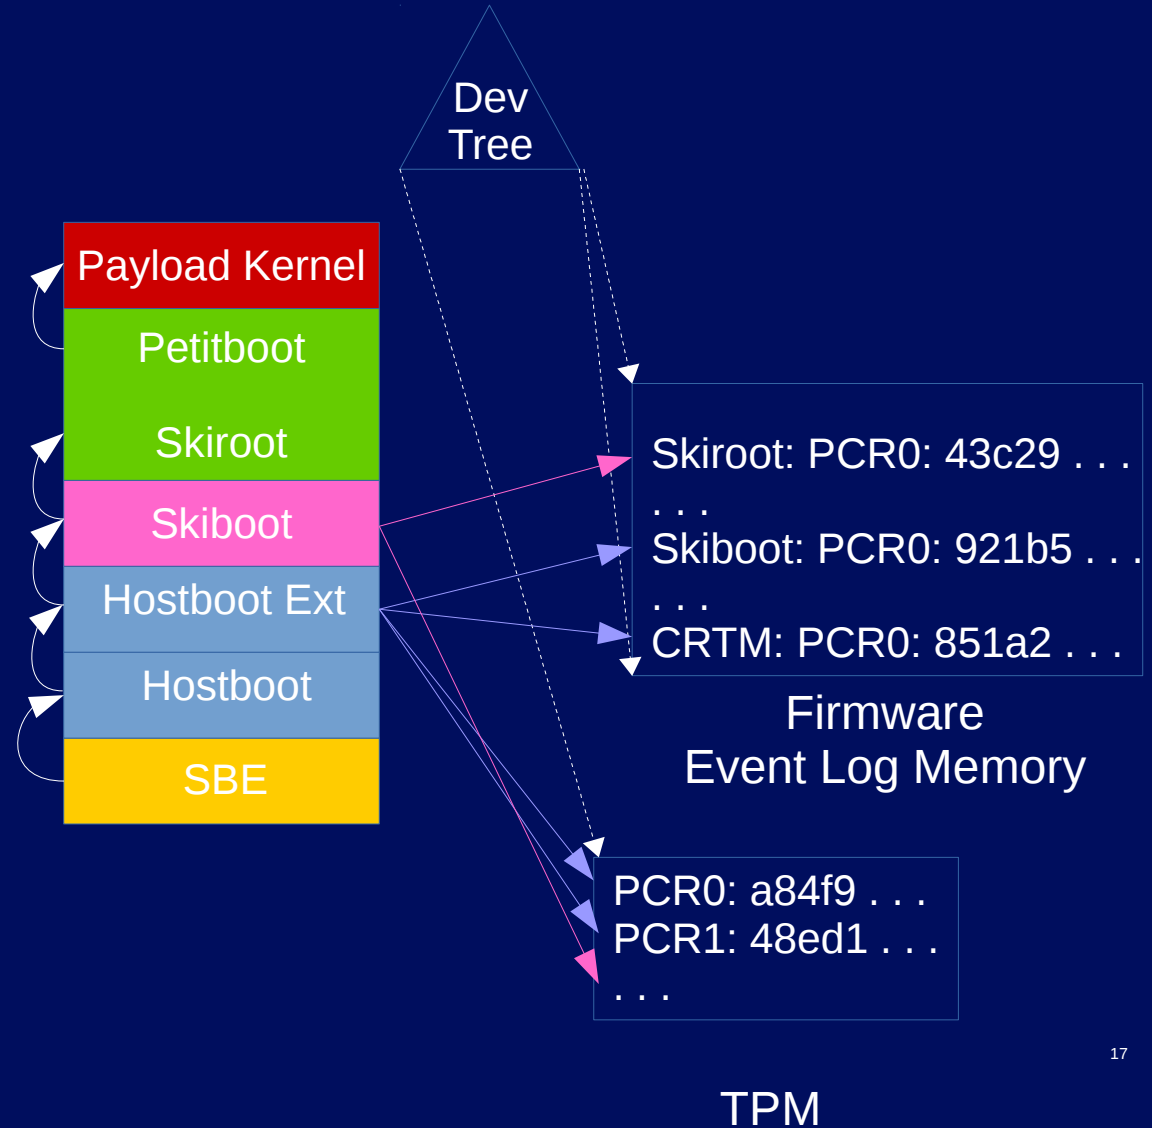 Dev
Tree
Payload Kernel
Petitboot
Skiroot
Skiboot
Hostboot Ext
Hostboot
SBE
Skiroot: PCR0: 43c29 . . .
. . .
Skiboot: PCR0: 921b5 . . .
. . .
CRTM: PCR0: 851a2 . . .
Firmware
Event Log Memory
PCR0: a84f9 . . .
PCR1: 48ed1 . . .
. . .
17
TPM